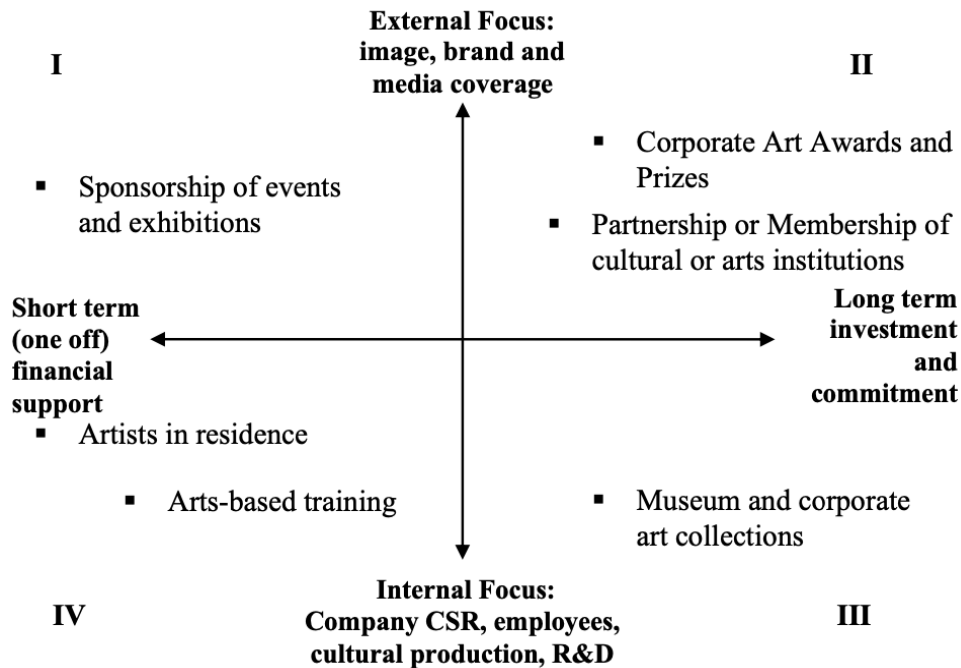 External Focus:
image, brand and
media coverage
I
II
▪ Sponsorship of events
and exhibitions
▪ Corporate Art Awards and
Prizes
▪ Partnership or Membership of
cultural or arts institutions
Short term
(one off)
financial
support
Long term
investment
and
commitment
▪ Artists in residence
▪ Arts-based training
▪ Museum and corporate
art collections
IV
III
Internal Focus:
Company CSR, employees,
cultural production, R&D